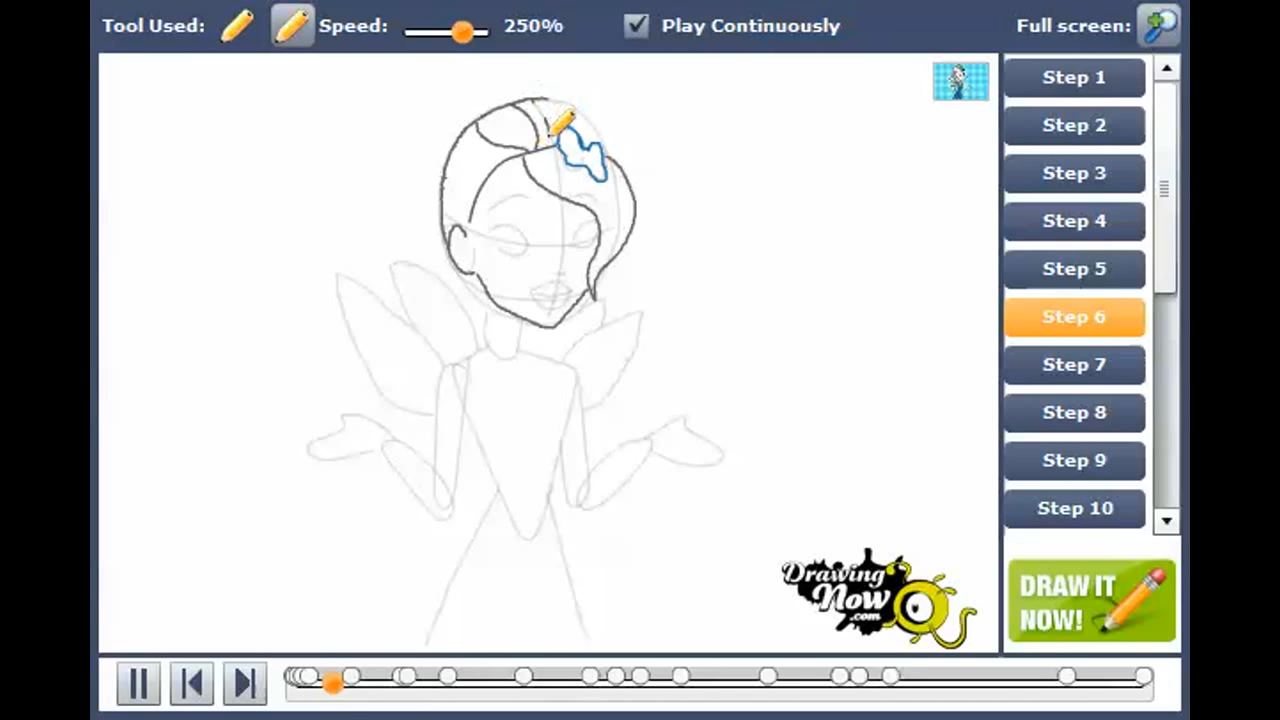 Tool Used:
Speed:
250%
Play Continuously
Full screen:
Step 1
Step 2
Step 3
Step 4
Step 5
Step 6
Step 7
Step 8
Step 9
Step 10
Drawing
Now
.com
DRAW IT
NOW!